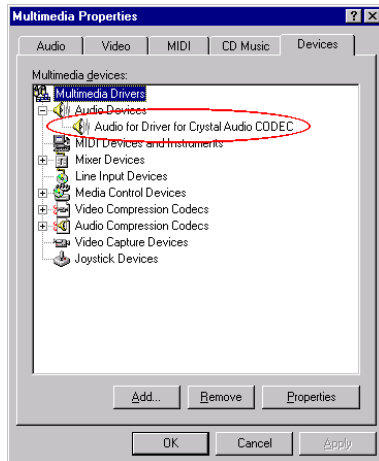 Multimedia Properties
Audio Video MIDI CD Music Devices
Multimedia devices:
Multimedia Drivers
Audio Devices
Audio for Driver for Crystal Audio CODEC
MIDI Devices and Instruments
Mixer Devices
Line Input Devices
Media Control Devices
Video Compression Codecs
Audio Compression Codecs
Video Capture Devices
Joystick Devices
Add... Remove Properties
OK Cancel Apply